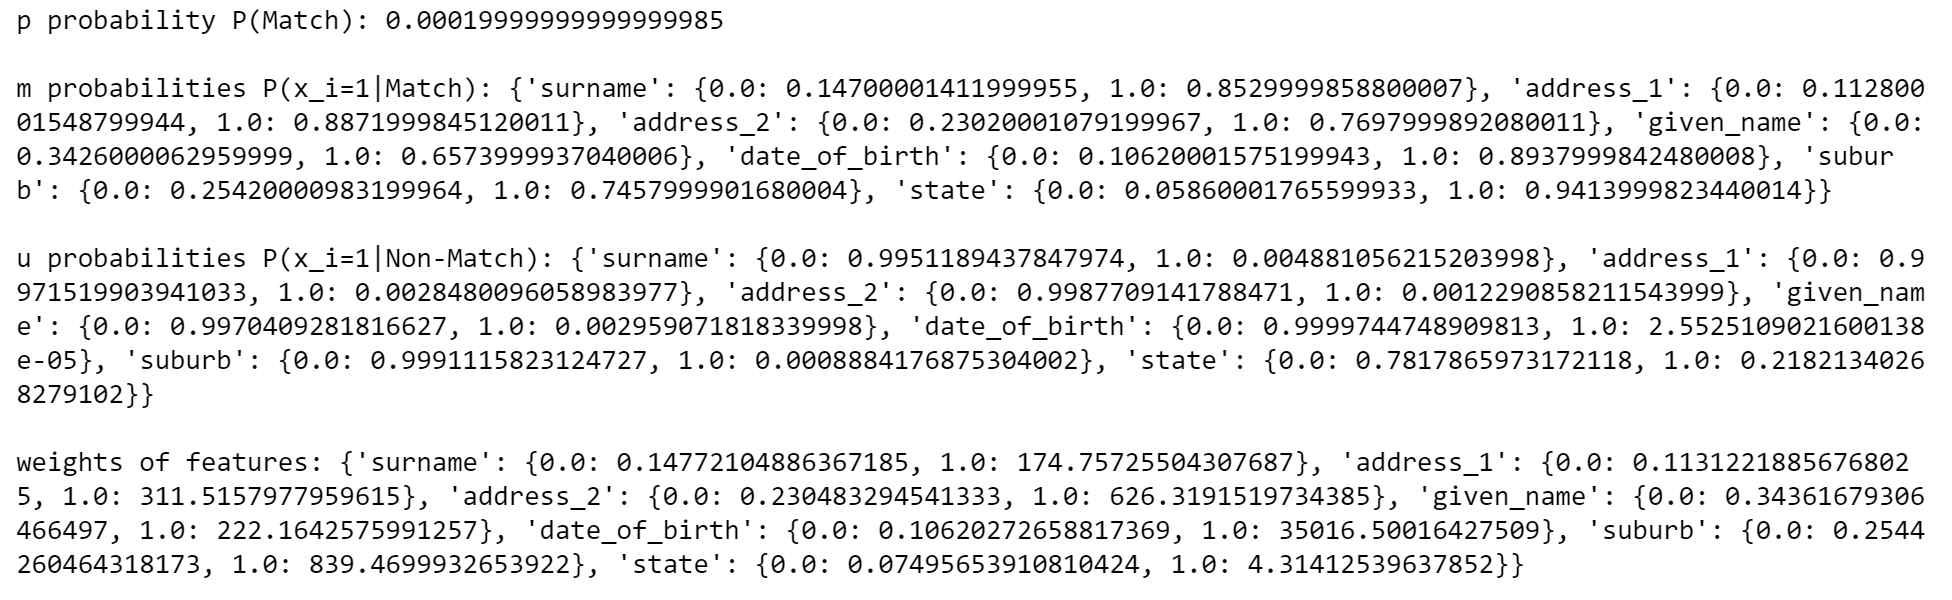 p probability P(Match): 0.00019999999999999985
m probabilities P(x_i=1|Match): {'surname': {0.0: 0.14700001411999955, 1.0: 0.8529999858800007}, 'address_1': {0.0: 0.112800
01548799944, 1.0: 0.8871999845120011}, 'address_2': {0.0: 0.23020001079199967, 1.0: 0.7697999892080011}, 'given_name': {0.0:
0.3426000062959999, 1.0: 0.6573999937040006}, 'date_of_birth': {0.0: 0.10620001575199943, 1.0: 0.8937999842480008}, 'subur
b': {0.0: 0.25420000983199964, 1.0: 0.7457999901680004}, 'state': {0.0: 0.05860001765599933, 1.0: 0.9413999823440014}}
u probabilities P(x_i=1|Non-Match): {'surname': {0.0: 0.9951189437847974, 1.0: 0.004881056215203998}, 'address_1': {0.0: 0.9
971519903941033, 1.0: 0.0028480096058983977}, 'address_2': {0.0: 0.9987709141788471, 1.0: 0.0012290858211543999}, 'given_nam
e': {0.0: 0.9970409281816627, 1.0: 0.002959071818339998}, 'date_of_birth': {0.0: 0.9999744748909813, 1.0: 2.5525109021600138
e-05}, 'suburb': {0.0: 0.9991115823124727, 1.0: 0.0008884176875304002}, 'state': {0.0: 0.7817865973172118, 1.0: 0.2182134026
8279102}}
weights of features: {'surname': {0.0: 0.14772104886367185, 1.0: 174.75725504307687}, 'address_1': {0.0: 0.1131221885676802
5, 1.0: 311.5157977959615}, 'address_2': {0.0: 0.230483294541333, 1.0: 626.3191519734385}, 'given_name': {0.0: 0.34361679306
466497, 1.0: 222.1642575991257}, 'date_of_birth': {0.0: 0.10620272658817369, 1.0: 35016.50016427509}, 'suburb': {0.0: 0.2544
260464318173, 1.0: 839.4699932653922}, 'state': {0.0: 0.07495653910810424, 1.0: 4.31412539637852}}